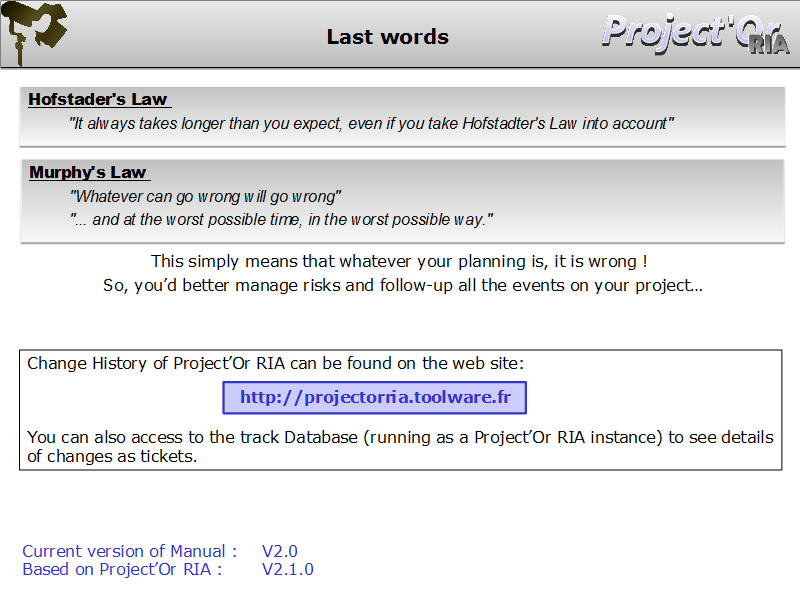 Last words
Project'Or
RIA
Hofstader's Law
"It always takes longer than you expect, even if you take Hofstadter's Law into account"
Murphy's Law
"Whatever can go wrong will go wrong"
"... and at the worst possible time, in the worst possible way."
This simply means that whatever your planning is, it is wrong !
So, you’d better manage risks and follow-up all the events on your project…
Change History of Project’Or RIA can be found on the web site:
http://projectorria.toolware.fr
You can also access to the track Database (running as a Project’Or RIA instance) to see details
of changes as tickets.
Current version of Manual : V2.0
Based on Project’Or RIA : V2.1.0